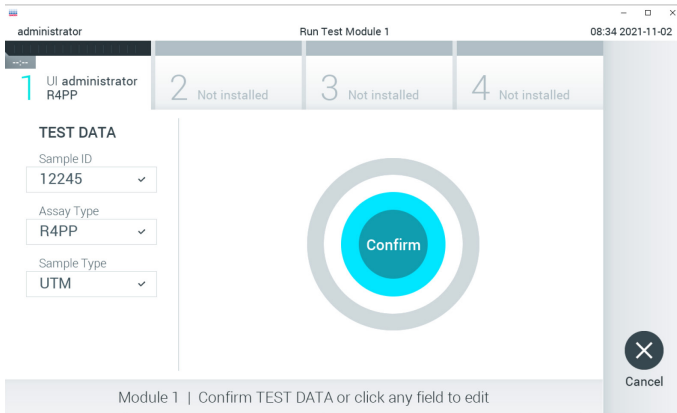 administrator
Run Test Module 1
08:34 2021-11-02
--:--
1 UI administrator
R4PP
2 Not installed
3 Not installed
4 Not installed
TEST DATA
Sample ID
12245
Assay Type
R4PP
Sample Type
UTM
Confirm
Cancel
Module 1 | Confirm TEST DATA or click any field to edit